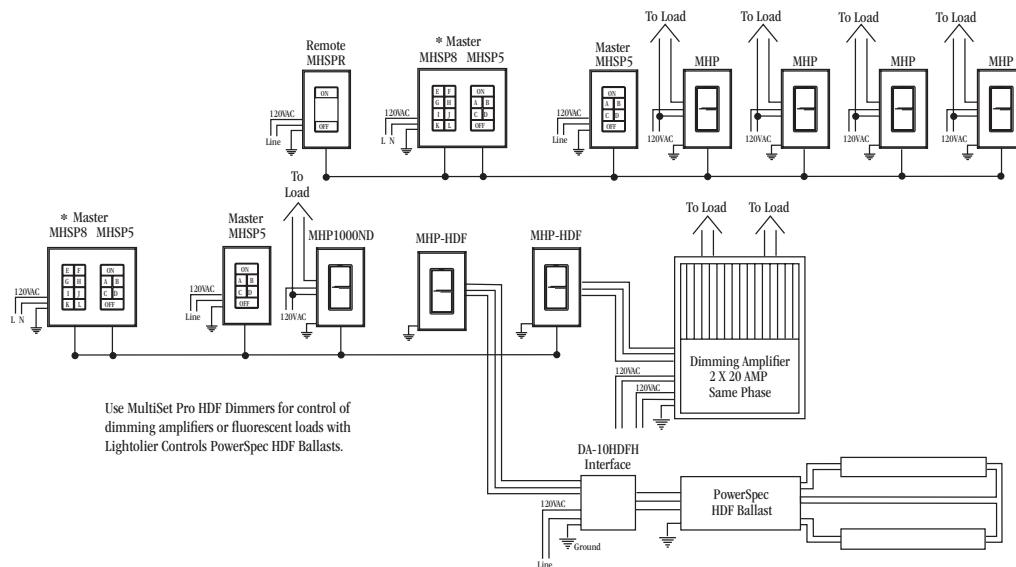 To Load To Load To Load To Load
Remote
MHSPR
* Master
MHSP8 MHSP5
Master
MHSP5
MHP MHP MHP MHP
ON
OFF
E F
G H
I J
K L
ON
A B
C D
OFF
ON
A B
C D
OFF
120VAC
Line
120VAC
L N
120VAC
Line
120VAC
120VAC
120VAC
120VAC
To
Load
* Master
MHSP8 MHSP5
Master
MHSP5
MHP1000ND
MHP-HDF
MHP-HDF
To Load To Load
E F
G H
I J
K L
ON
A B
C D
OFF
ON
A B
C D
OFF
120VAC
L N
120VAC
Line
120VAC
Dimming Amplifier
2 X 20 AMP
Same Phase
120VAC
120VAC
Use MultiSet Pro HDF Dimmers for control of
dimming amplifiers or fluorescent loads with
Lightolier Controls PowerSpec HDF Ballasts.
DA-10HDFH
Interface
PowerSpec
HDF Ballast
120VAC
Ground
Line